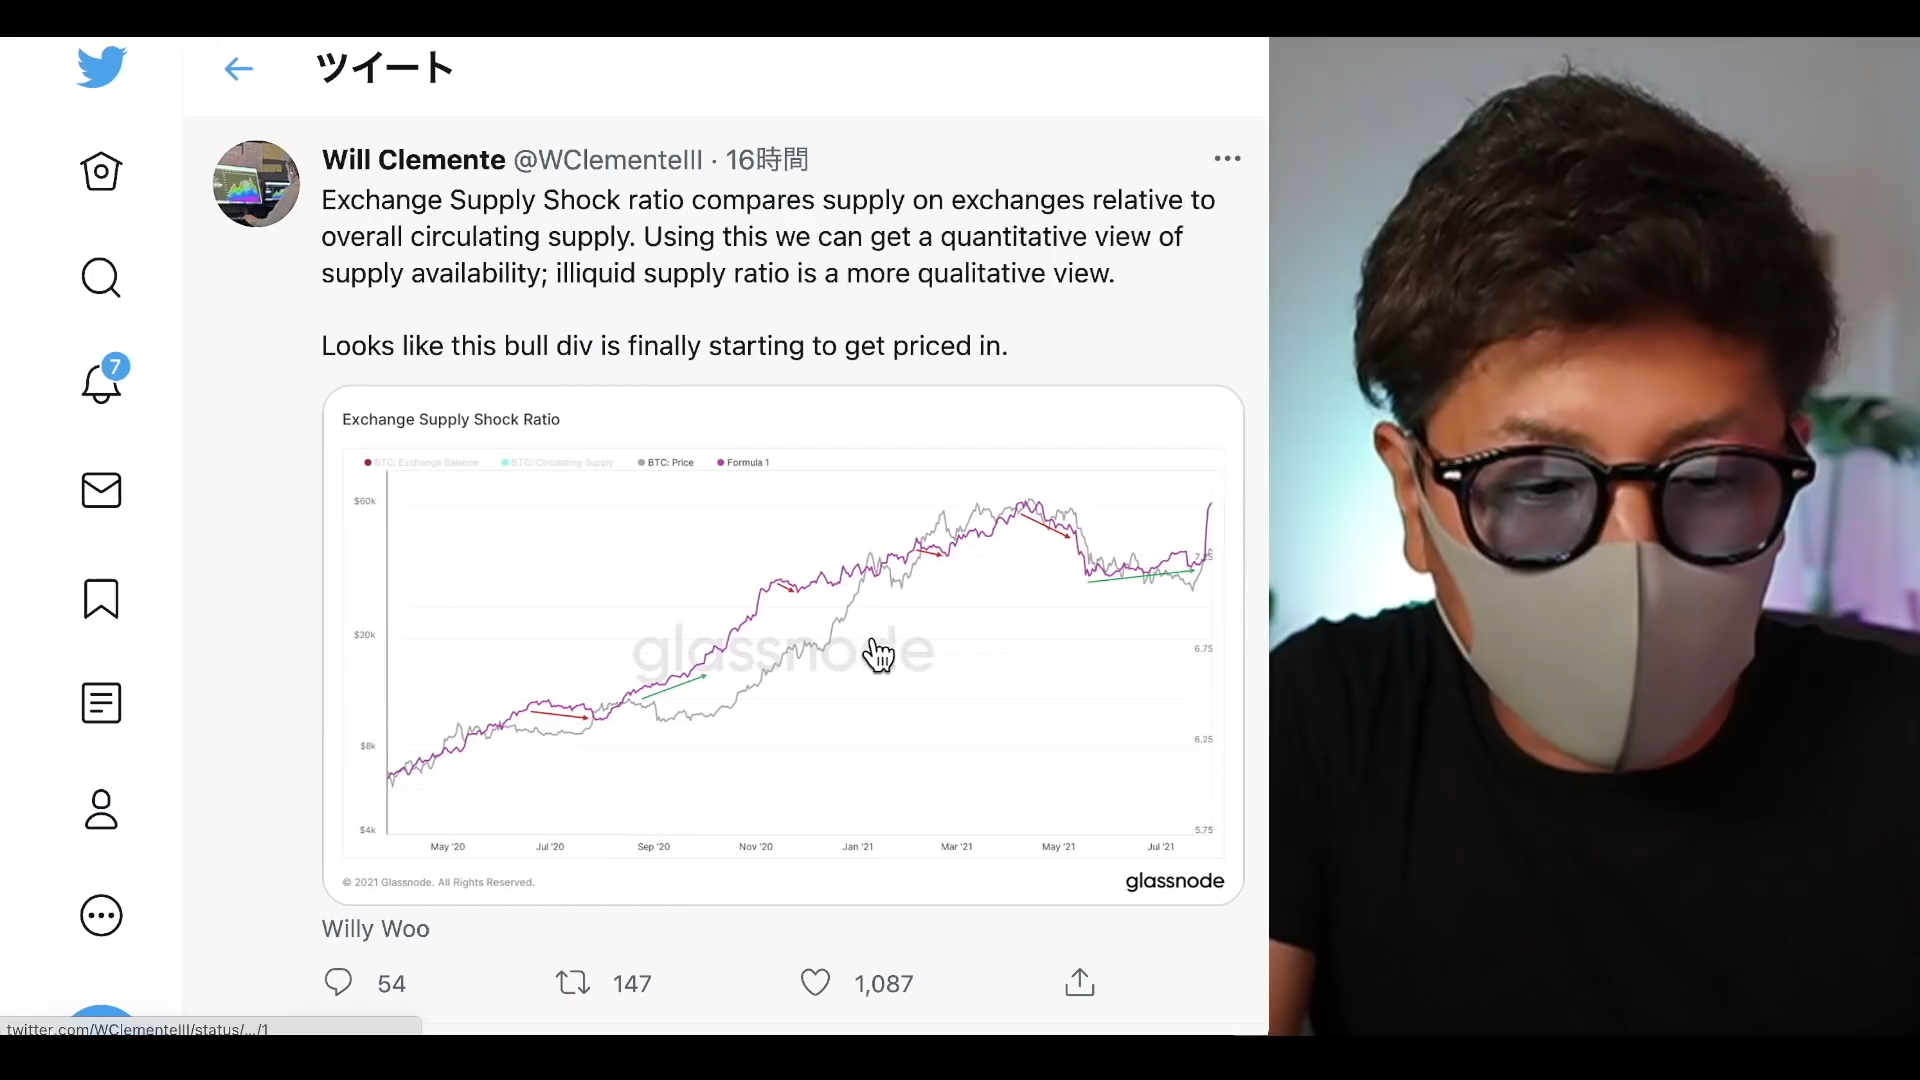 ツイート
Will Clemente @WClementeIII · 16時間
Exchange Supply Shock ratio compares supply on exchanges relative to
overall circulating supply. Using this we can get a quantitative view of
supply availability; illiquid supply ratio is a more qualitative view.
Looks like this bull div is finally starting to get priced in.
7
Exchange Supply Shock Ratio
BTC: Exchange Balance BTC: Circulating Supply BTC: Price Formula 1
$60k
7.25
$20k
6.75
glassnode
6.25
$8k
5.75
$4k
May '20 Jul '20 Sep '20 Nov '20 Jan '21 Mar '21 May '21 Jul '21
© 2021 Glassnode. All Rights Reserved.
glassnode
Willy Woo
54 147 1,087
twitter.com/WClementeIII/status/.../1